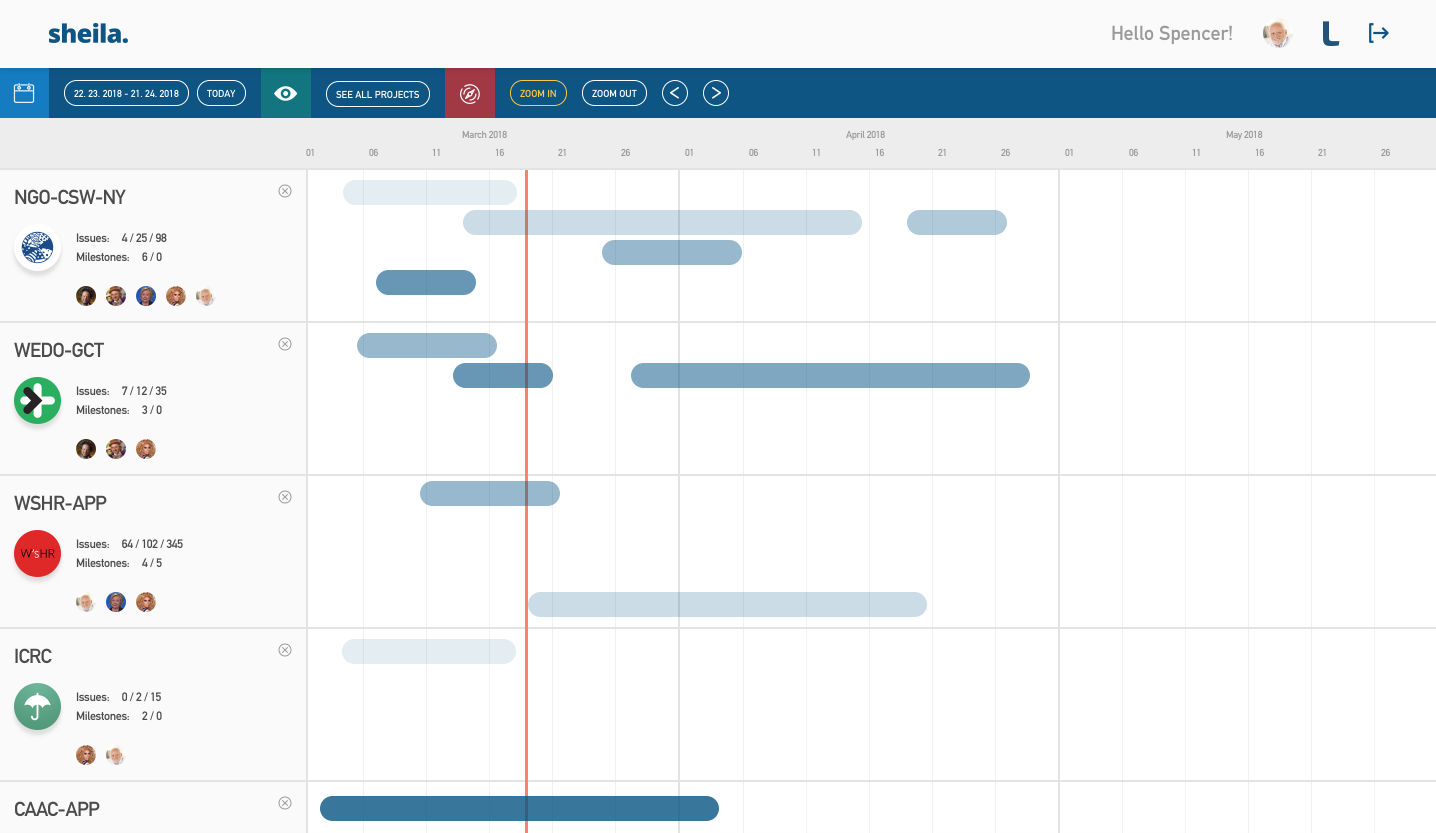 sheila.
Hello Spencer!
22. 23. 2018 - 21. 24. 2018
TODAY
SEE ALL PROJECTS
ZOOM IN
ZOOM OUT
March 2018
April 2018
May 2018
01 06 11 16 21 26 01 06 11 16 21 26 01 06 11 16 21 26
NGO-CSW-NY
Issues: 4 / 25 / 98
Milestones: 6 / 0
WEDO-GCT
Issues: 7 / 12 / 35
Milestones: 3 / 0
WSHR-APP
W'sHR
Issues: 64 / 102 / 345
Milestones: 4 / 5
ICRC
Issues: 0 / 2 / 15
Milestones: 2 / 0
CAAC-APP